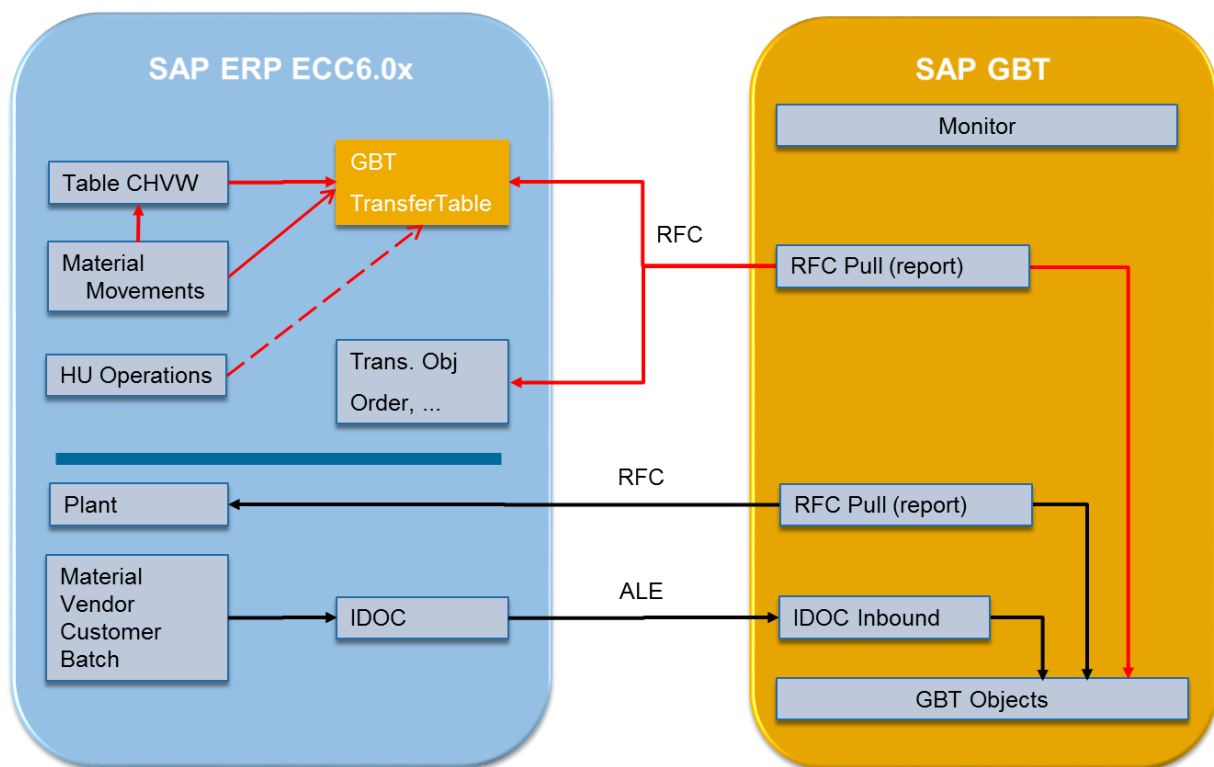 SAP ERP ECC6.0x
Table CHVW
GBT
TransferTable
Material
Movements
HU Operations
Trans. Obj
Order, ...
Plant
Material
Vendor
Customer
Batch
IDOC
RFC
RFC
ALE
SAP GBT
Monitor
RFC Pull (report)
RFC Pull (report)
IDOC Inbound
GBT Objects